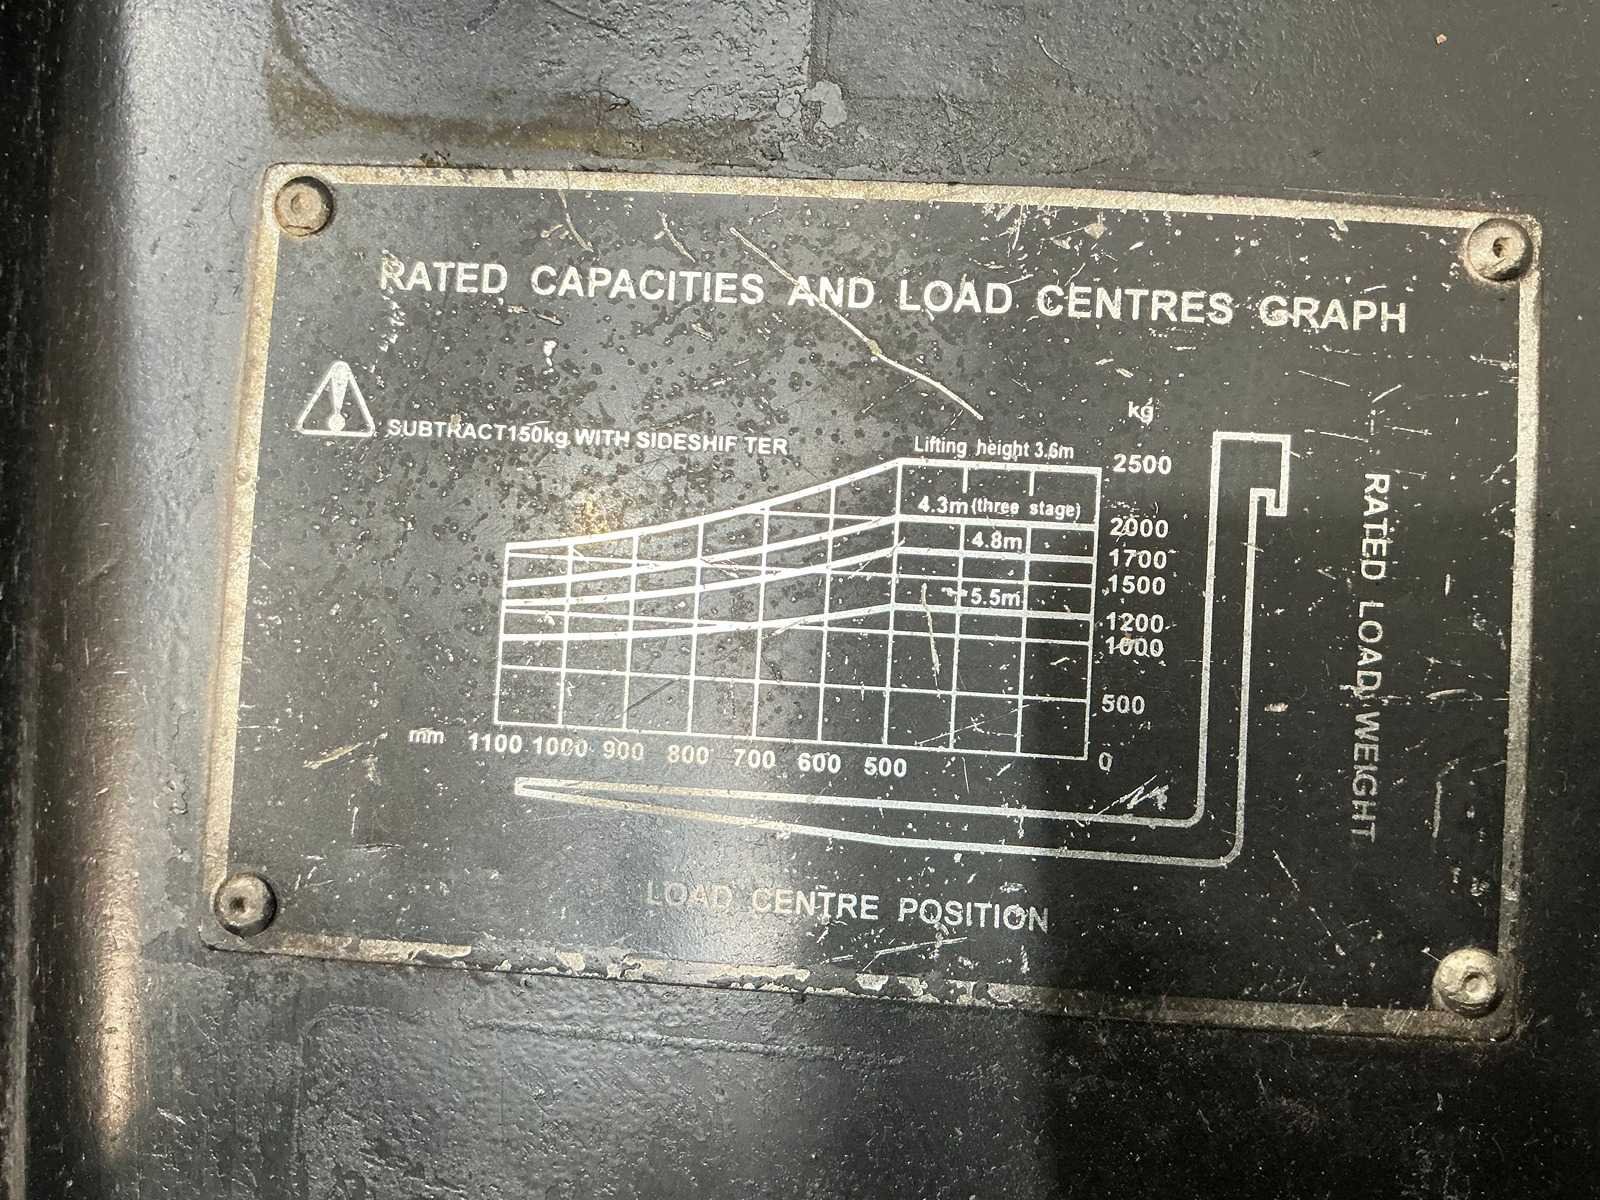 RATED CAPACITIES AND LOAD CENTRES GRAPH
kg
SUBTRACT150kg WITH SIDESHIF TER
Lifting height 3.6m
2500
4.3m(three stage)
2000
4.8m
1700
1500
5.5m
1200
1000
500
0
mm 1100 1000 900 800 700 600 500
RATED LOAD WEIGHT
LOAD CENTRE POSITION